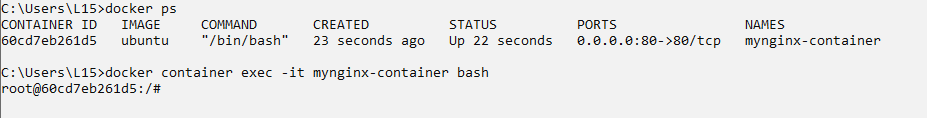 C:\Users\L15>docker ps
CONTAINER ID   IMAGE     COMMAND       CREATED          STATUS          PORTS                NAMES
60cd7eb261d5   ubuntu    "/bin/bash"   23 seconds ago   Up 22 seconds   0.0.0.0:80->80/tcp   mynginx-container
C:\Users\L15>docker container exec -it mynginx-container bash
root@60cd7eb261d5:/#